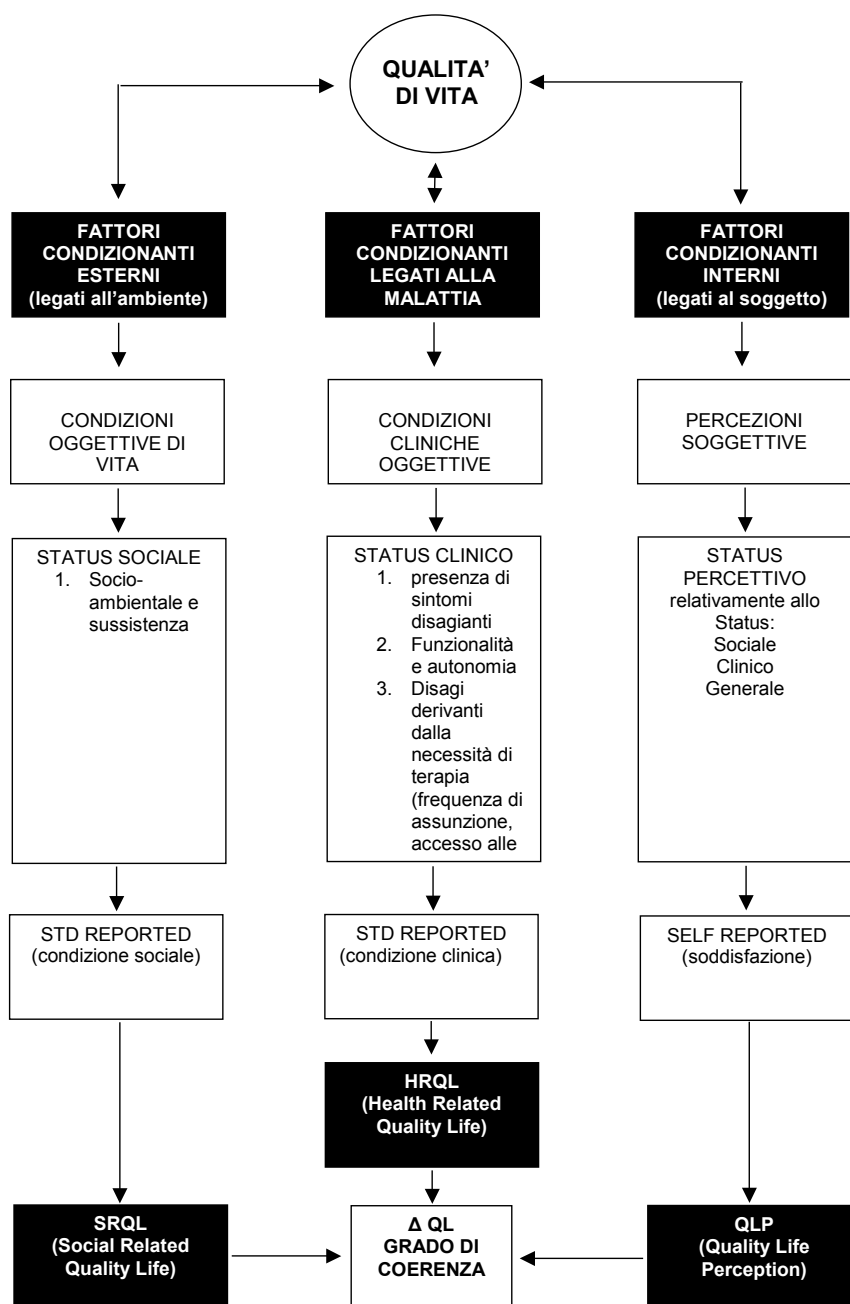 QUALITA’
DI VITA
FATTORI
CONDIZIONANTI
ESTERNI
(legati all’ambiente)
FATTORI
CONDIZIONANTI
LEGATI ALLA
MALATTIA
FATTORI
CONDIZIONANTI
INTERNI
(legati al soggetto)
CONDIZIONI
OGGETTIVE DI
VITA
CONDIZIONI
CLINICHE
OGGETTIVE
PERCEZIONI
SOGGETTIVE
STATUS SOCIALE
1. Socio-
ambientale e
sussistenza
STATUS CLINICO
1. presenza di
sintomi
disagianti
2. Funzionalità
e autonomia
3. Disagi
derivanti
dalla
necessità di
terapia
(frequenza di
assunzione,
accesso alle
STATUS
PERCETTIVO
relativamente allo
Status:
Sociale
Clinico
Generale
STD REPORTED
(condizione sociale)
STD REPORTED
(condizione clinica)
SELF REPORTED
(soddisfazione)
HRQL
(Health Related
Quality Life)
SRQL
(Social Related
Quality Life)
Δ QL
GRADO DI
COERENZA
QLP
(Quality Life
Perception)